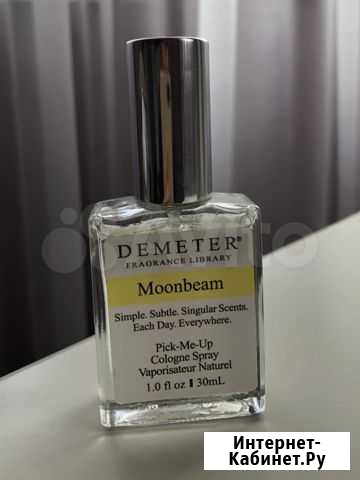 DEMETER®
FRAGRANCE LIBRARY
Moonbeam
Simple. Subtle. Singular Scents.
Each Day. Everywhere.
Pick-Me-Up
Cologne Spray
Vaporisateur Naturel
1.0 fl oz | 30mL
Интернет-
Кабинет.Ру